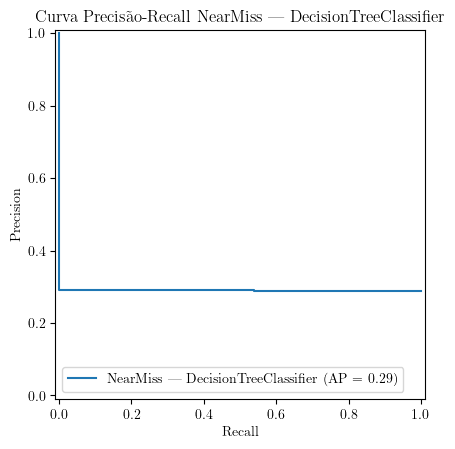 Curva Precisão-Recall NearMiss — DecisionTreeClassifier
1.0
0.8
0.6
0.4
0.2
0.0
Precision
NearMiss — DecisionTreeClassifier (AP = 0.29)
0.0 0.2 0.4 0.6 0.8 1.0
Recall